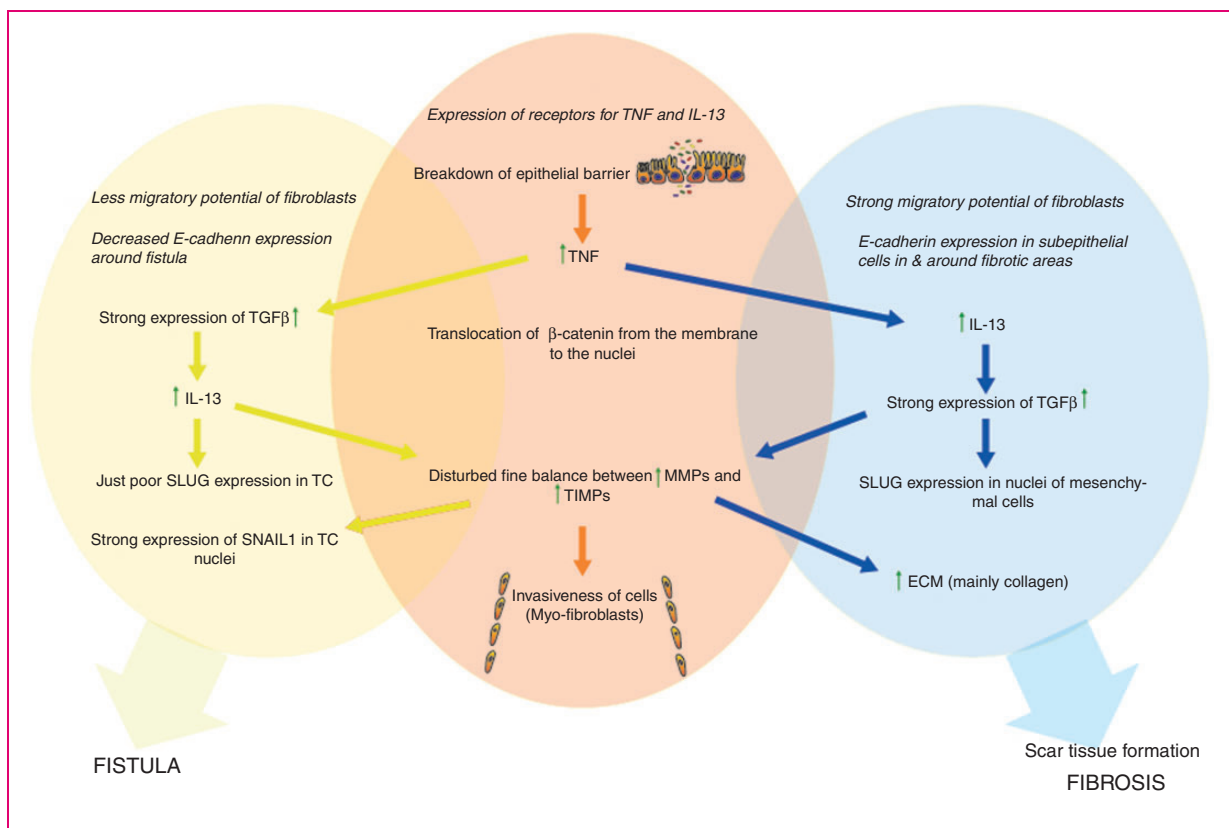 Expression of receptors for TNF and IL-13
Breakdown of epithelial barrier
↑TNF
Translocation of β-catenin from the membrane
to the nuclei
Disturbed fine balance between ↑MMPs and
↑TIMPs
Invasiveness of cells
(Myo-fibroblasts)
Less migratory potential of fibroblasts
Decreased E-cadhenn expression
around fistula
Strong expression of TGFβ↑
↑IL-13
Just poor SLUG expression in TC
Strong expression of SNAIL1 in TC
nuclei
FISTULA
Strong migratory potential of fibroblasts
E-cadherin expression in subepithelial
cells in & around fibrotic areas
↑IL-13
Strong expression of TGFβ↑
SLUG expression in nuclei of mesenchy-
mal cells
↑ECM (mainly collagen)
Scar tissue formation
FIBROSIS